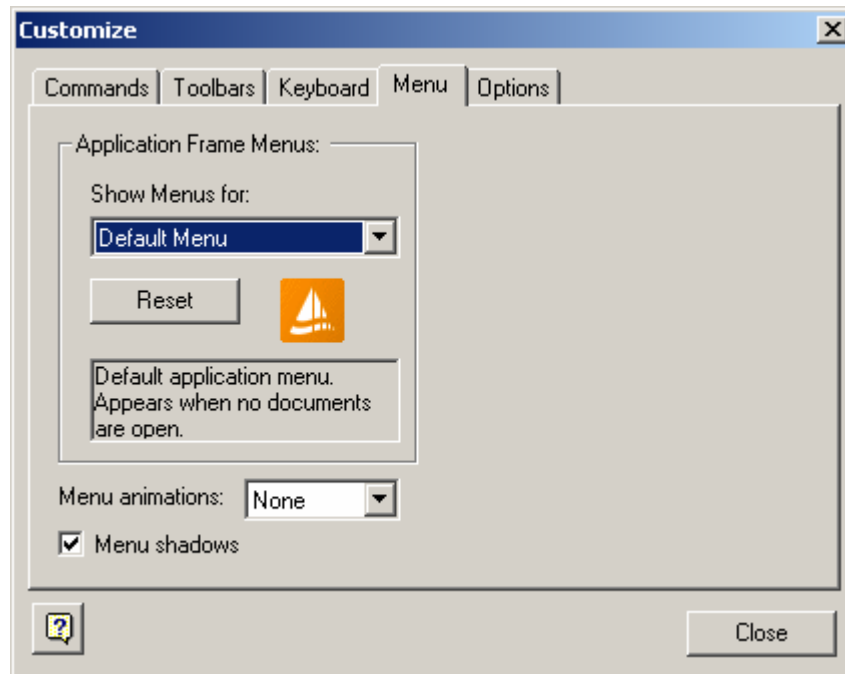 Customize
Commands Toolbars Keyboard Menu Options
Application Frame Menus:
Show Menus for:
Default Menu
Reset
Default application menu.
Appears when no documents
are open.
Menu animations: None
Menu shadows
?
Close